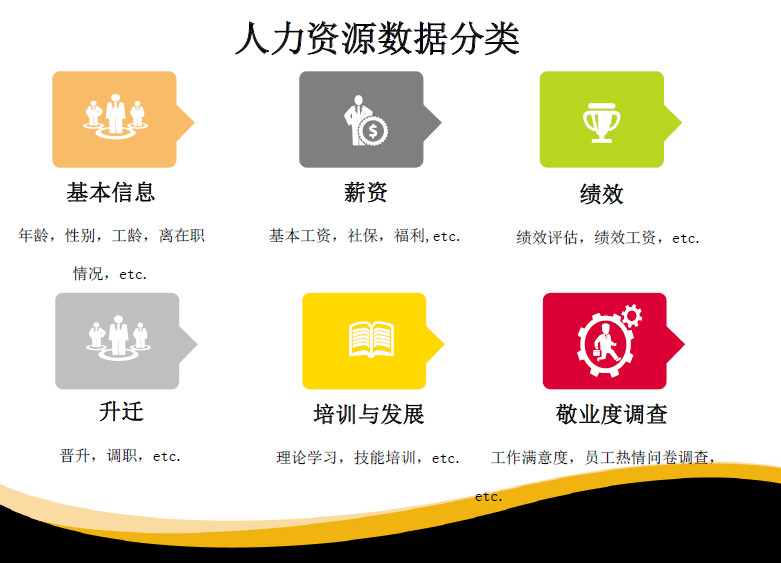 人力资源数据分类
基本信息
薪资
绩效
年龄，性别，工龄，离在职
情况，etc.
基本工资，社保，福利,etc.
绩效评估，绩效工资，etc.
升迁
培训与发展
敬业度调查
晋升，调职，etc.
理论学习，技能培训，etc.
工作满意度，员工热情问卷调查，
etc.